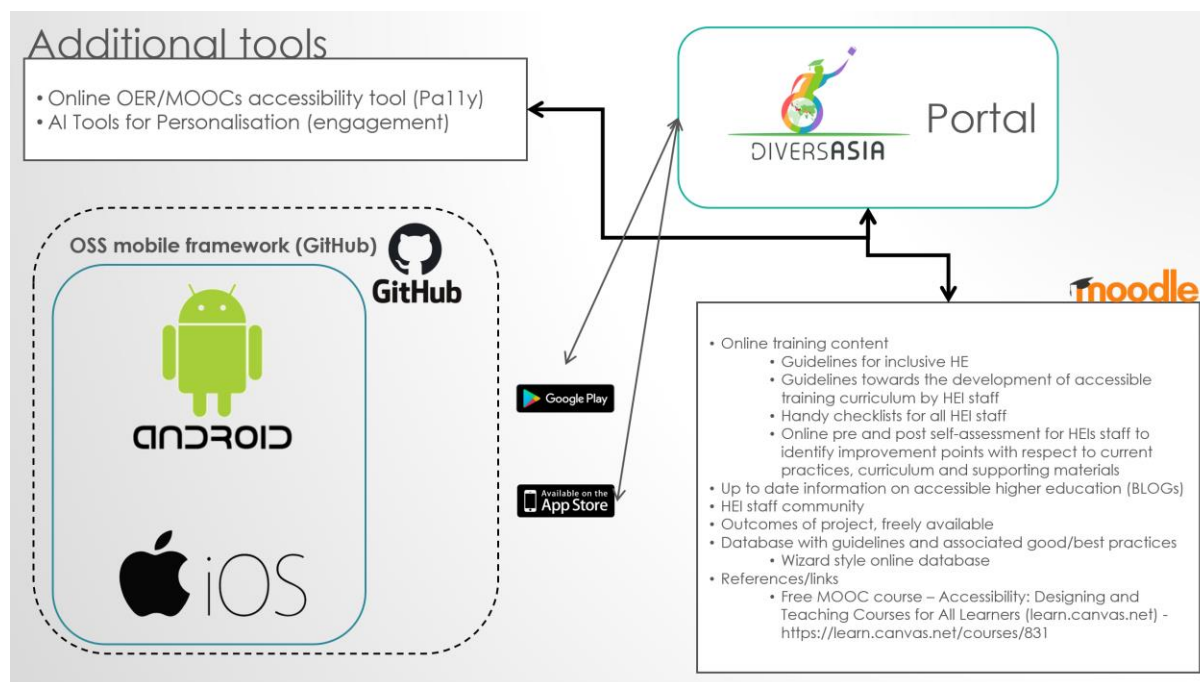 Additional tools
• Online OER/MOOCs accessibility tool (Pa11y)
• AI Tools for Personalisation (engagement)
DIVERSASIA
Portal
OSS mobile framework (GitHub)
GitHub
ANDROID
iOS
Google Play
Available on the
App Store
moodle
• Online training content
• Guidelines for inclusive HE
• Guidelines towards the development of accessible
training curriculum by HEI staff
• Handy checklists for all HEI staff
• Online pre and post self-assessment for HEIs staff to
identify improvement points with respect to current
practices, curriculum and supporting materials
• Up to date information on accessible higher education (BLOGs)
• HEI staff community
• Outcomes of project, freely available
• Database with guidelines and associated good/best practices
• Wizard style online database
• References/links
• Free MOOC course – Accessibility: Designing and
Teaching Courses for All Learners (learn.canvas.net) -
https://learn.canvas.net/courses/831